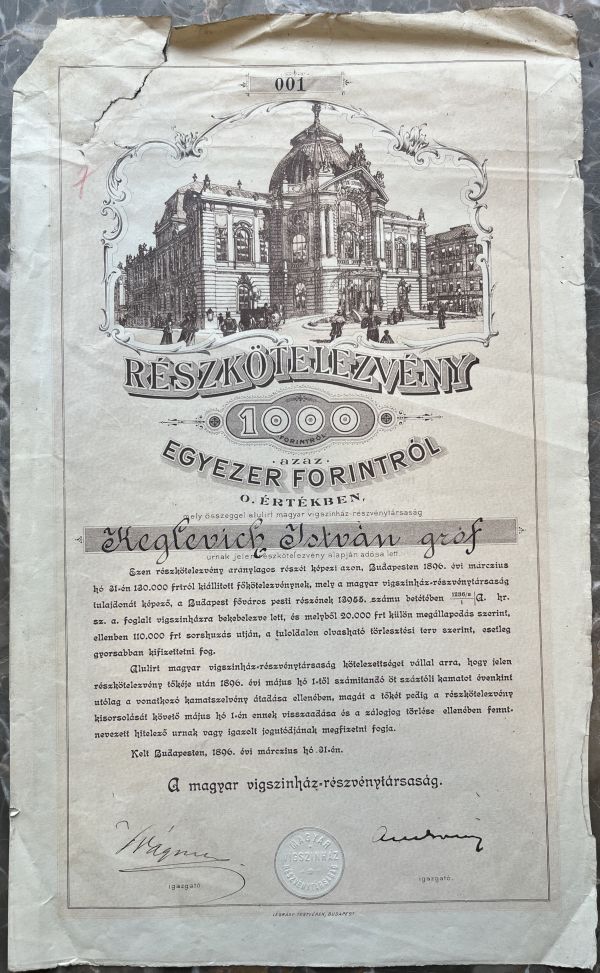 001
RÉSZKÖTELEZVÉNY
1000
FORINTRÓL
azaz
EGYEZER FORINTRÓL
O. ÉRTÉKBEN,
mely összeggel alulirt magyar vigszinház-részvénytársaság
Keglevich István gróf
urnak jelen részkötelezvény alapján adósa lett.
Ezen részkötelezvény aránylagos részét képezi azon, Budapesten 1896. évi márczius
hó 31-én 130.000 frtról kiállitott főkötelezvénynek, mely a magyar vigszinház-részvénytársaság
tulajdonát képező, a Budapest főváros pesti részének 13955. számu betétében A. hr.
sz. a. foglalt vigszinházra bekebelezve lett, és melyből 20.000 frt külön megállapodás szerint,
ellenben 110.000 frt sorshuzás utján, a tuloldalon olvasható törlesztési terv szerint, esetleg
gyorsabban kifizettetni fog.
Alulirt magyar vigszinház-részvénytársaság kötelezettséget vállal arra, hogy jelen
részkötelezvény tőkéje után 1896. évi május hó 1-től számitandó öt száztóli kamatot évenkint
utólag a vonatkozó kamatszelvény átadása ellenében, magát a tőkét pedig a részkötelezvény
kisorsolását követő május hó 1-én ennek visszaadása és a zálogjog törlése ellenében fennt-
nevezett hitelező urnak vagy igazolt jogutódjának megfizetni fogja.
Kelt Budapesten, 1896. évi márczius hó 31-én.
A magyar vigszinház-részvénytársaság.
MAGYAR
VIGSZINHÁZ
RÉSZVÉNYTÁRSASÁG
igazgató
igazgató.
LÉGRÁDY TESTVÉREK, BUDAPEST